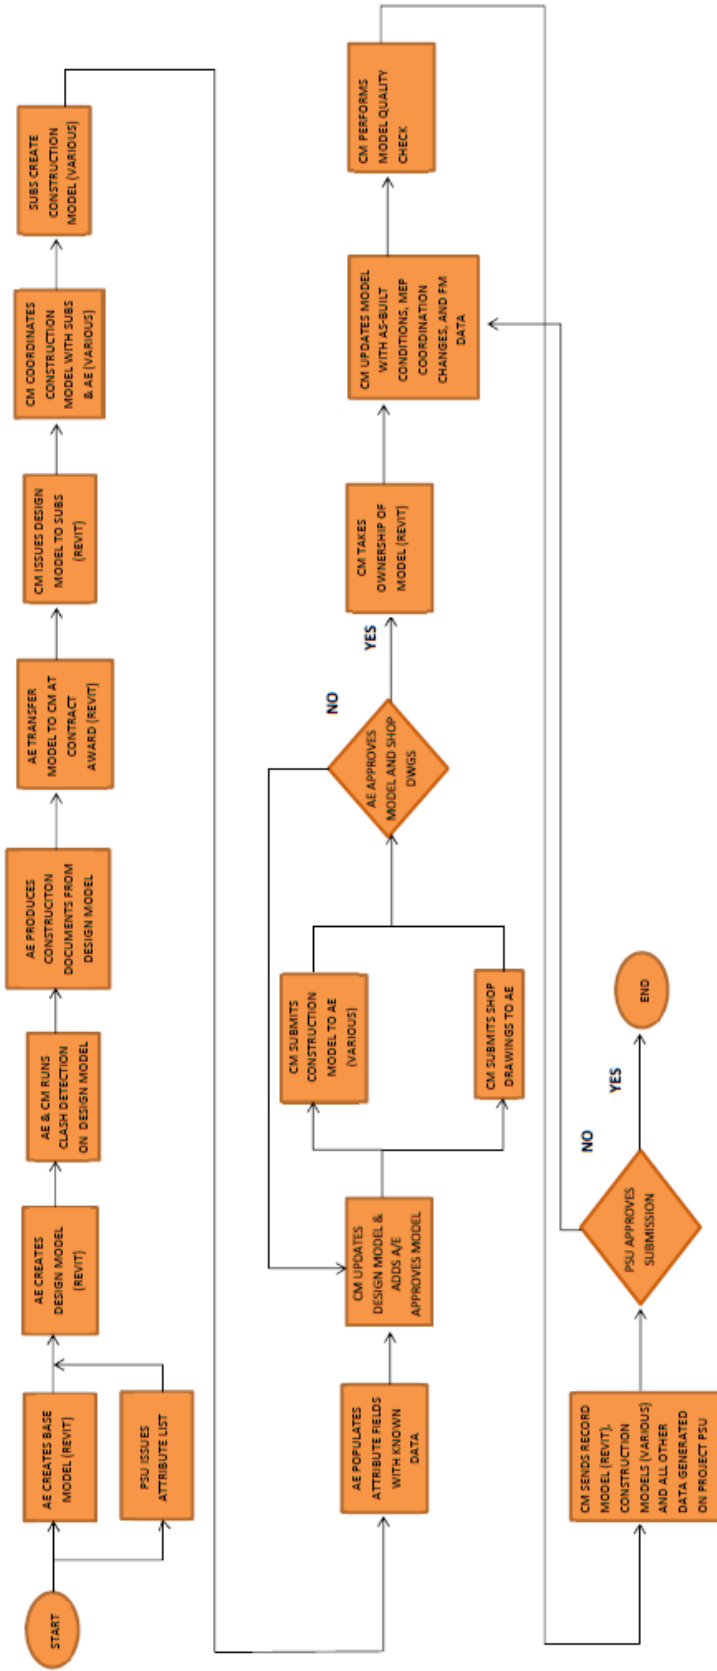 START
AE CREATES BASE
MODEL (REVIT)
PSU ISSUES
ATTRIBUTE LIST
AE CREATES
DESIGN MODEL
(REVIT)
AE & CM RUNS
CLASH DETECTION
ON DESIGN MODEL
AE PRODUCES
CONSTRUCITON
DOCUMENTS FROM
DESIGN MODEL
AE TRANSFER
MODEL TO CM AT
CONTRACT
AWARD (REVIT)
CM ISSUES DESIGN
MODEL TO SUBS
(REVIT)
CM COORDINATES
CONSTRUCTION
MODEL WITH SUBS
& AE (VARIOUS)
SUBS CREATE
CONSTRUCTION
MODEL (VARIOUS)
AE POPULATES
ATTRIBUTE FIELDS
WITH KNOWN
DATA
CM UPDATES
DESIGN MODEL &
ADDS A/E
APPROVES MODEL
CM SUBMITS
CONSTRUCTION
MODEL TO AE
(VARIOUS)
CM SUBMITS SHOP
DRAWINGS TO AE
AE APPROVES
MODEL AND SHOP
DWGS
NO
YES
CM TAKES
OWNERSHIP OF
MODEL (REVIT)
CM UPDATES MODEL
WITH AS-BUILT
CONDITIONS, MEP
COORDINATION
CHANGES, AND FM
DATA
CM PERFORMS
MODEL QUALITY
CHECK
CM SENDS RECORD
MODEL (REVIT),
CONSTRUCTION
MODELS (VARIOUS)
AND ALL OTHER
DATA GENERATED
ON PROJECT PSU
PSU APPROVES
SUBMISSION
NO
YES
END